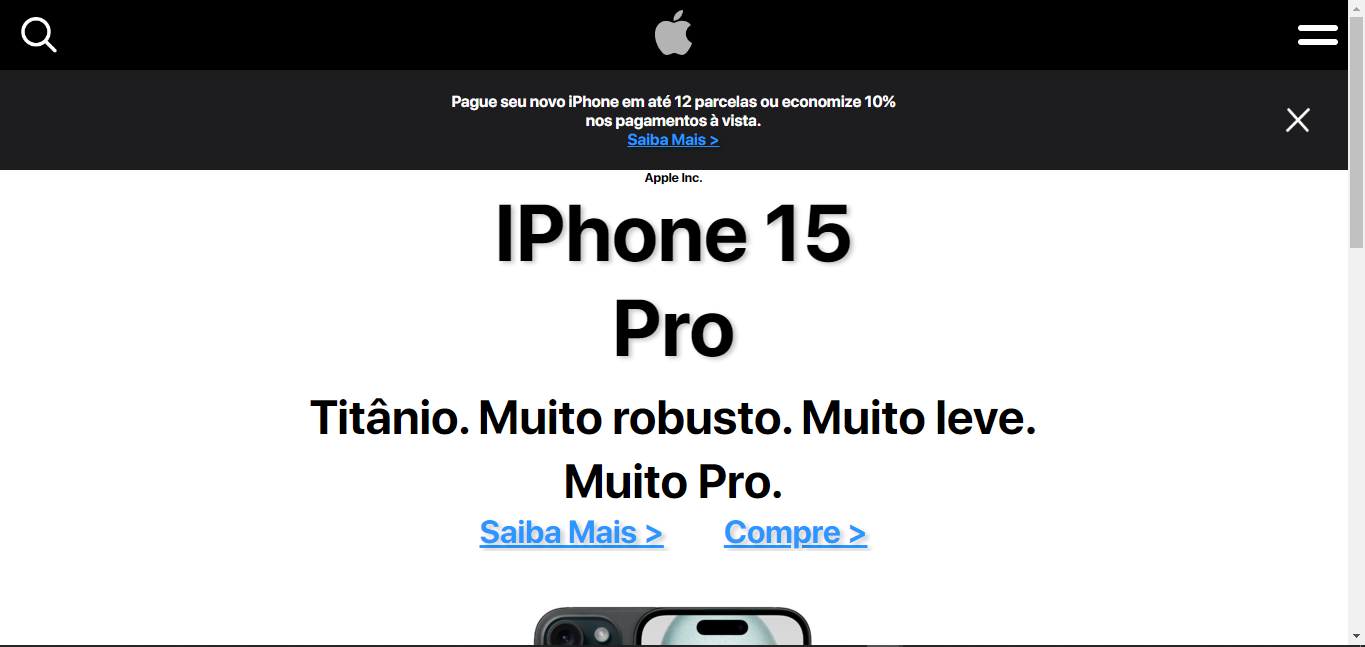 Pague seu novo iPhone em até 12 parcelas ou economize 10%
nos pagamentos à vista.
Saiba Mais >
Apple Inc.
IPhone 15
Pro
Titânio. Muito robusto. Muito leve.
Muito Pro.
Saiba Mais > Compre >